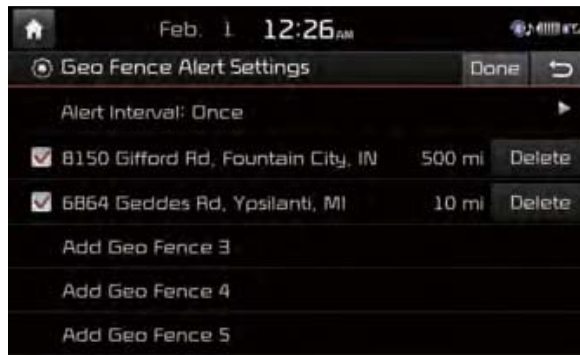 Feb. 1 12:26 AM
Geo Fence Alert Settings Done
Alert Interval: Once
8150 Gifford Rd, Fountain City, IN 500 mi Delete
6864 Geddes Rd, Ypsilanti, MI 10 mi Delete
Add Geo Fence 3
Add Geo Fence 4
Add Geo Fence 5